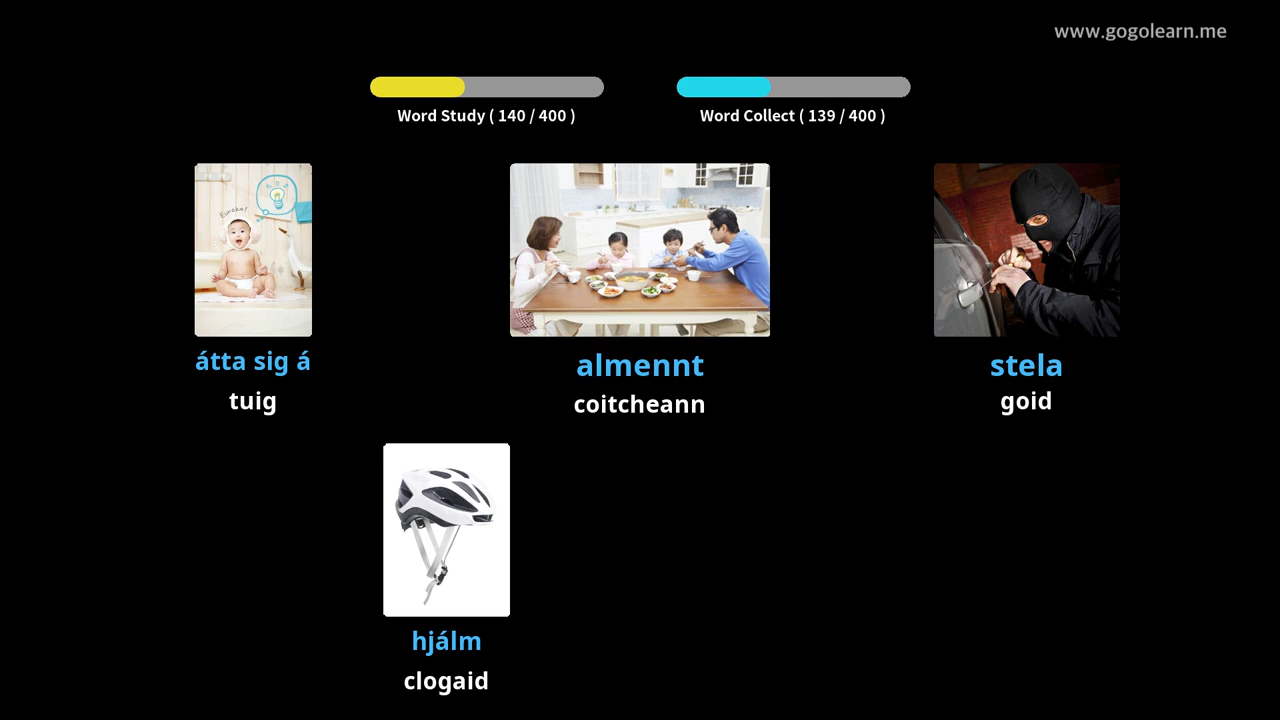 www.gogolearn.me
Word Study ( 140 / 400 )
Word Collect ( 139 / 400 )
Eureka!
átta sig á
almennt
stela
tuig
coitcheann
goid
hjálm
clogaid